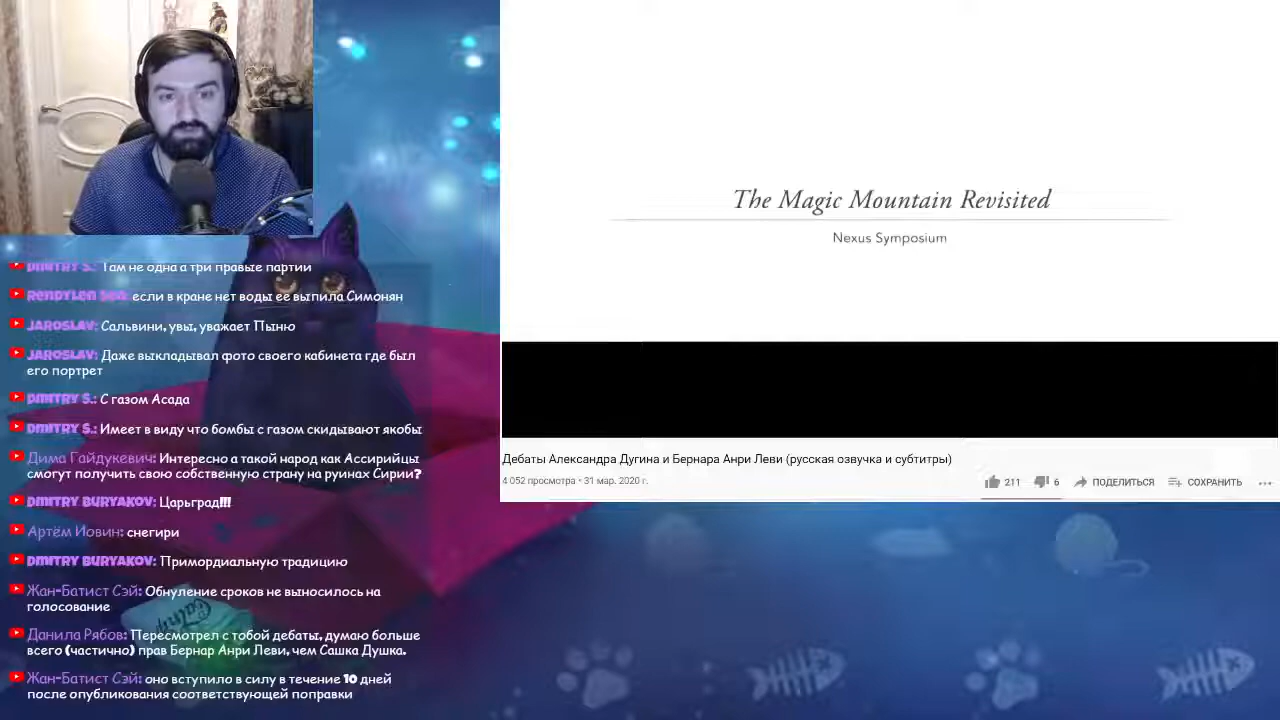 The Magic Mountain Revisited
Nexus Symposium
Дебаты Александра Дугина и Бернара Анри Леви (русская озвучка и субтитры)
4 052 просмотра • 31 мар. 2020 г.
211
6
ПОДЕЛИТЬСЯ
СОХРАНИТЬ
Dmitry S.: Там не одна а три правые партии
если в кране нет воды ее выпила Симонян
Jaroslav: Сальвини, увы, уважает Пыню
Jaroslav: Даже выкладывал фото своего кабинета где был
его портрет
Dmitry S.: С газом Асада
Dmitry S.: Имеет в виду что бомбы с газом скидывают якобы
Дима Гайдукевич: Интересно а такой народ как Ассирийцы
смогут получить свою собственную страну на руинах Сирии?
Dmitry Buryakov: Царьград!!!
Артём Иовин: снегири
Dmitry Buryakov: Примордиальную традицию
Жан-Батист Сэй: Обнуление сроков не выносилось на
голосование
Данила Рябов: Пересмотрел с тобой дебаты, думаю больше
всего (частично) прав Бернар Анри Леви, чем Сашка Душка.
Жан-Батист Сэй: оно вступило в силу в течение 10 дней
после опубликования соответствующей поправки
Catnip